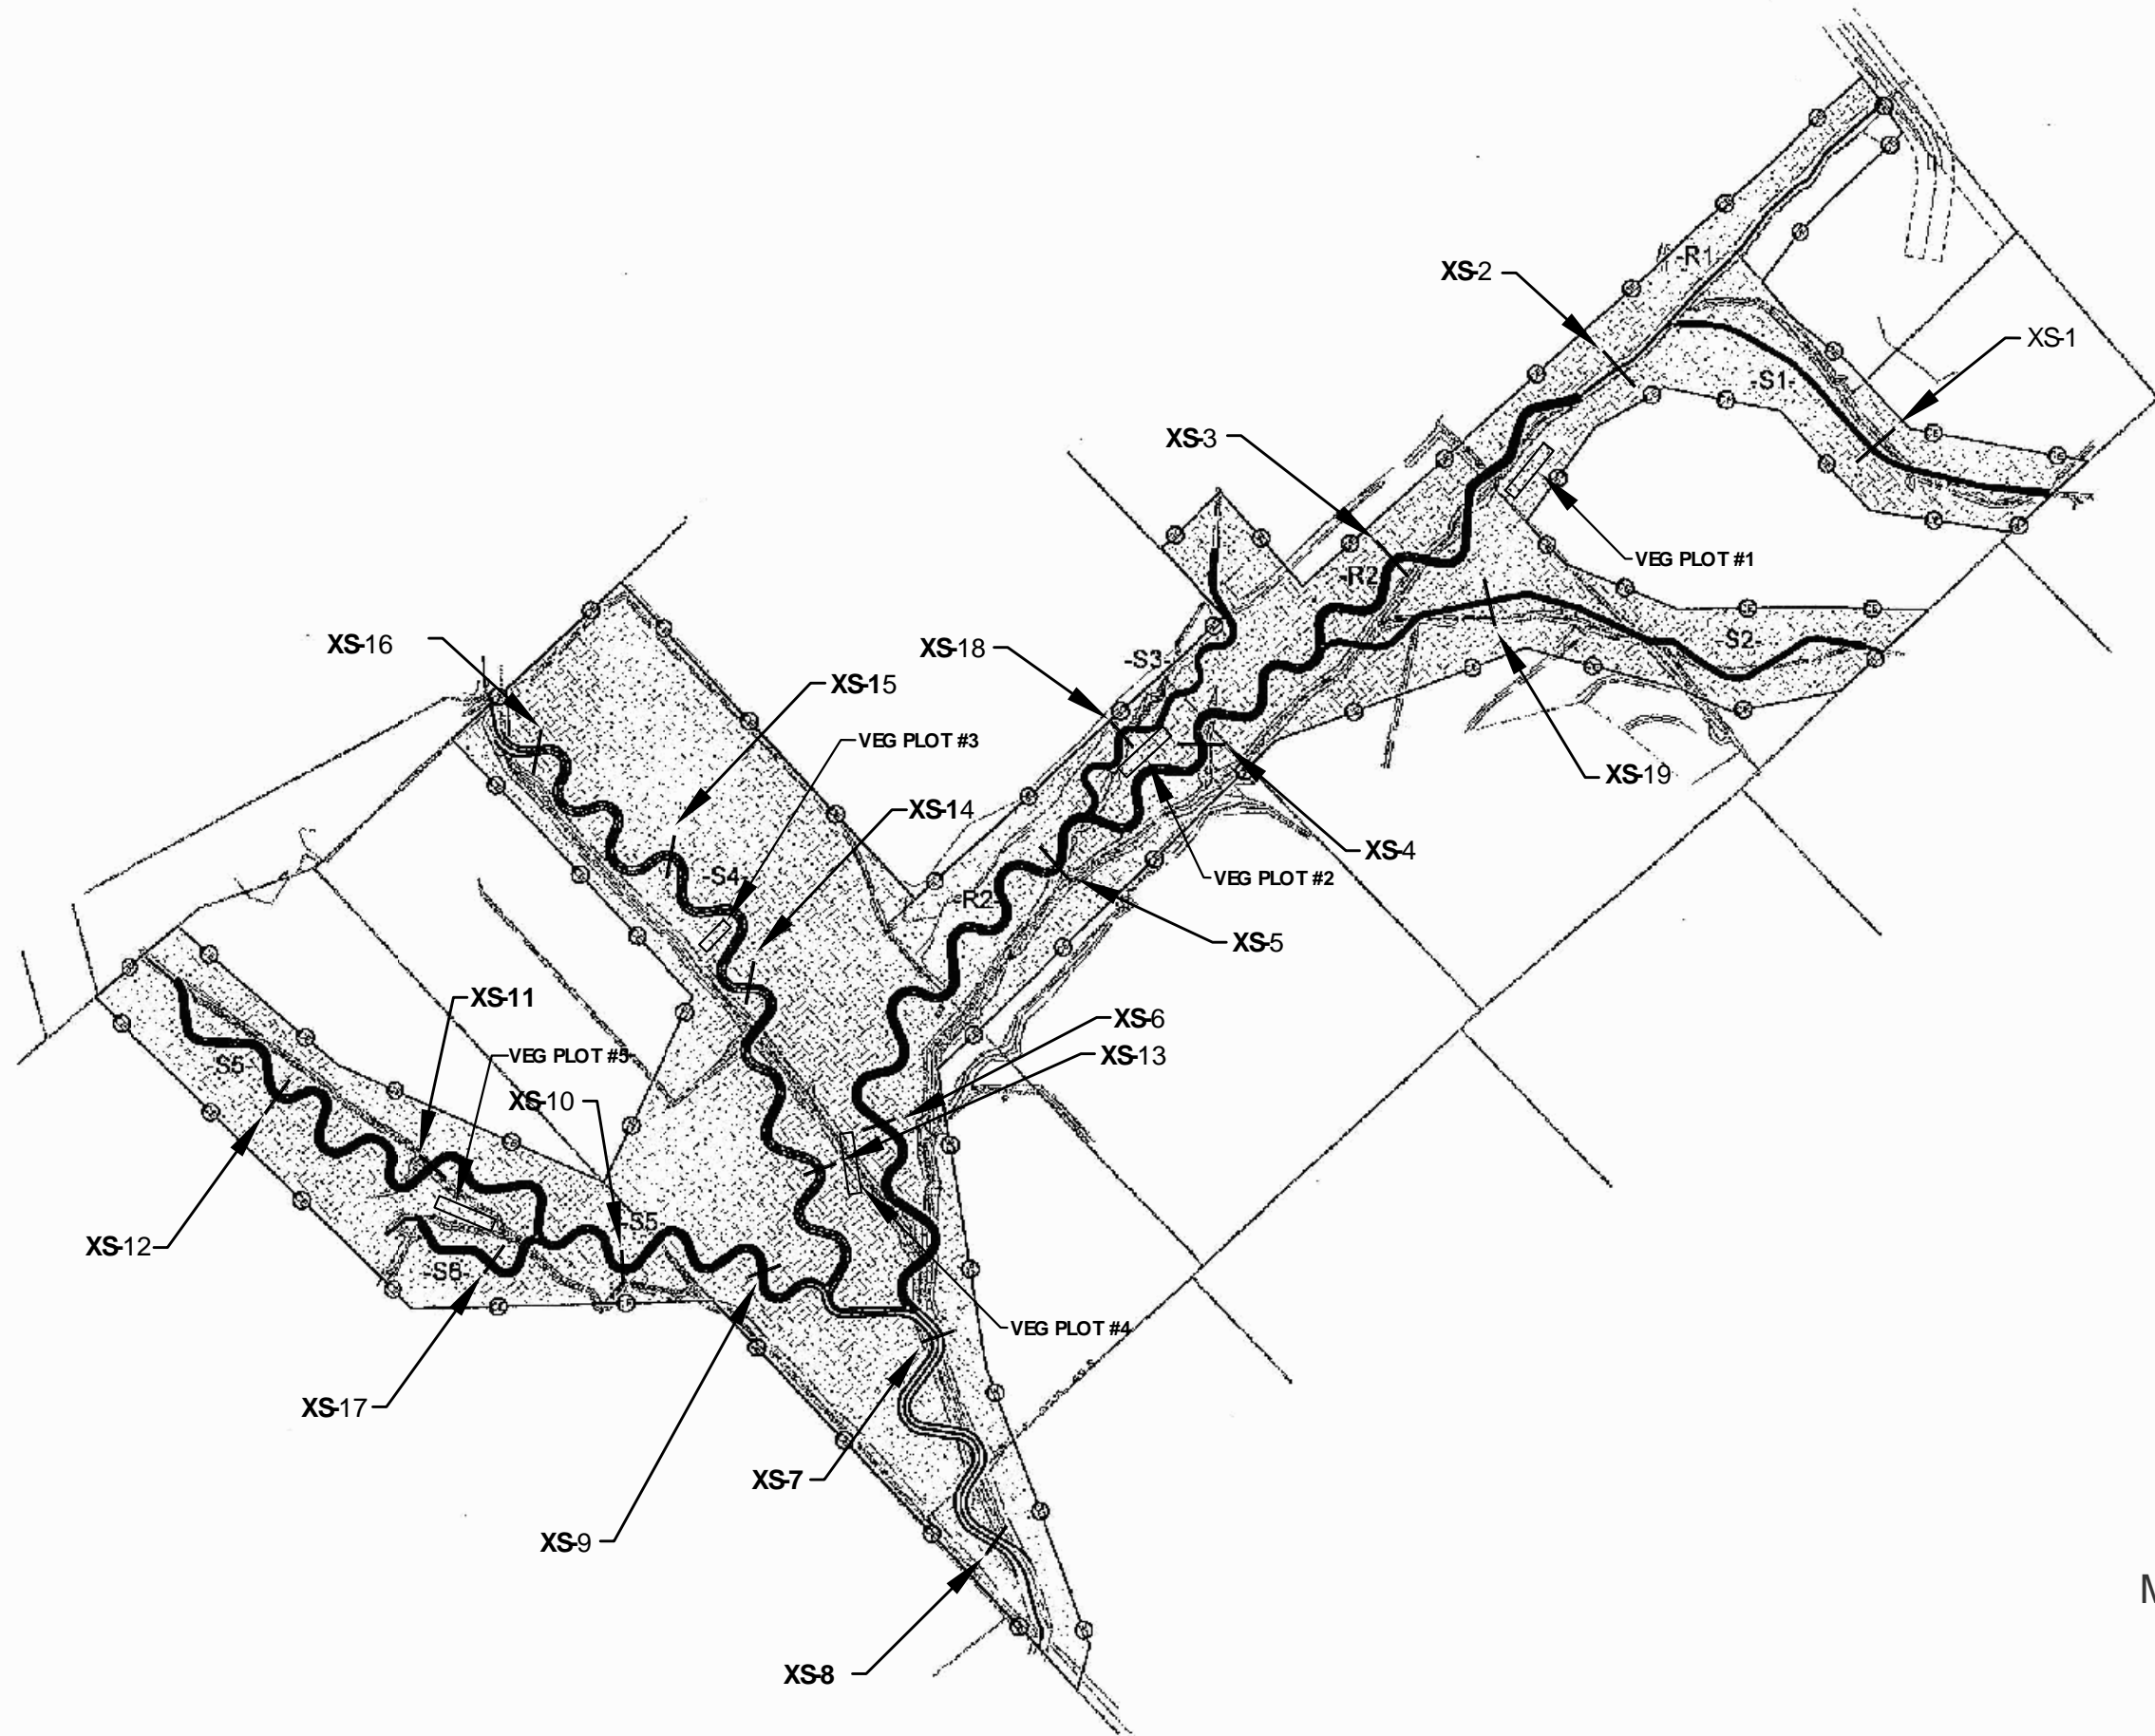 -R1-
XS-2
XS-1
-S1-
XS-3
VEG PLOT #1
-R2-
XS-16
XS-18
-S3-
-S2-
XS-15
VEG PLOT #3
XS-19
XS-14
XS-4
-S4-
VEG PLOT #2
-R2-
XS-5
XS-11
XS-6
VEG PLOT #5
XS-13
-S5-
XS-10
XS-12
-S5-
-S6-
VEG PLOT #4
XS-17
XS-7
XS-9
M
XS-8